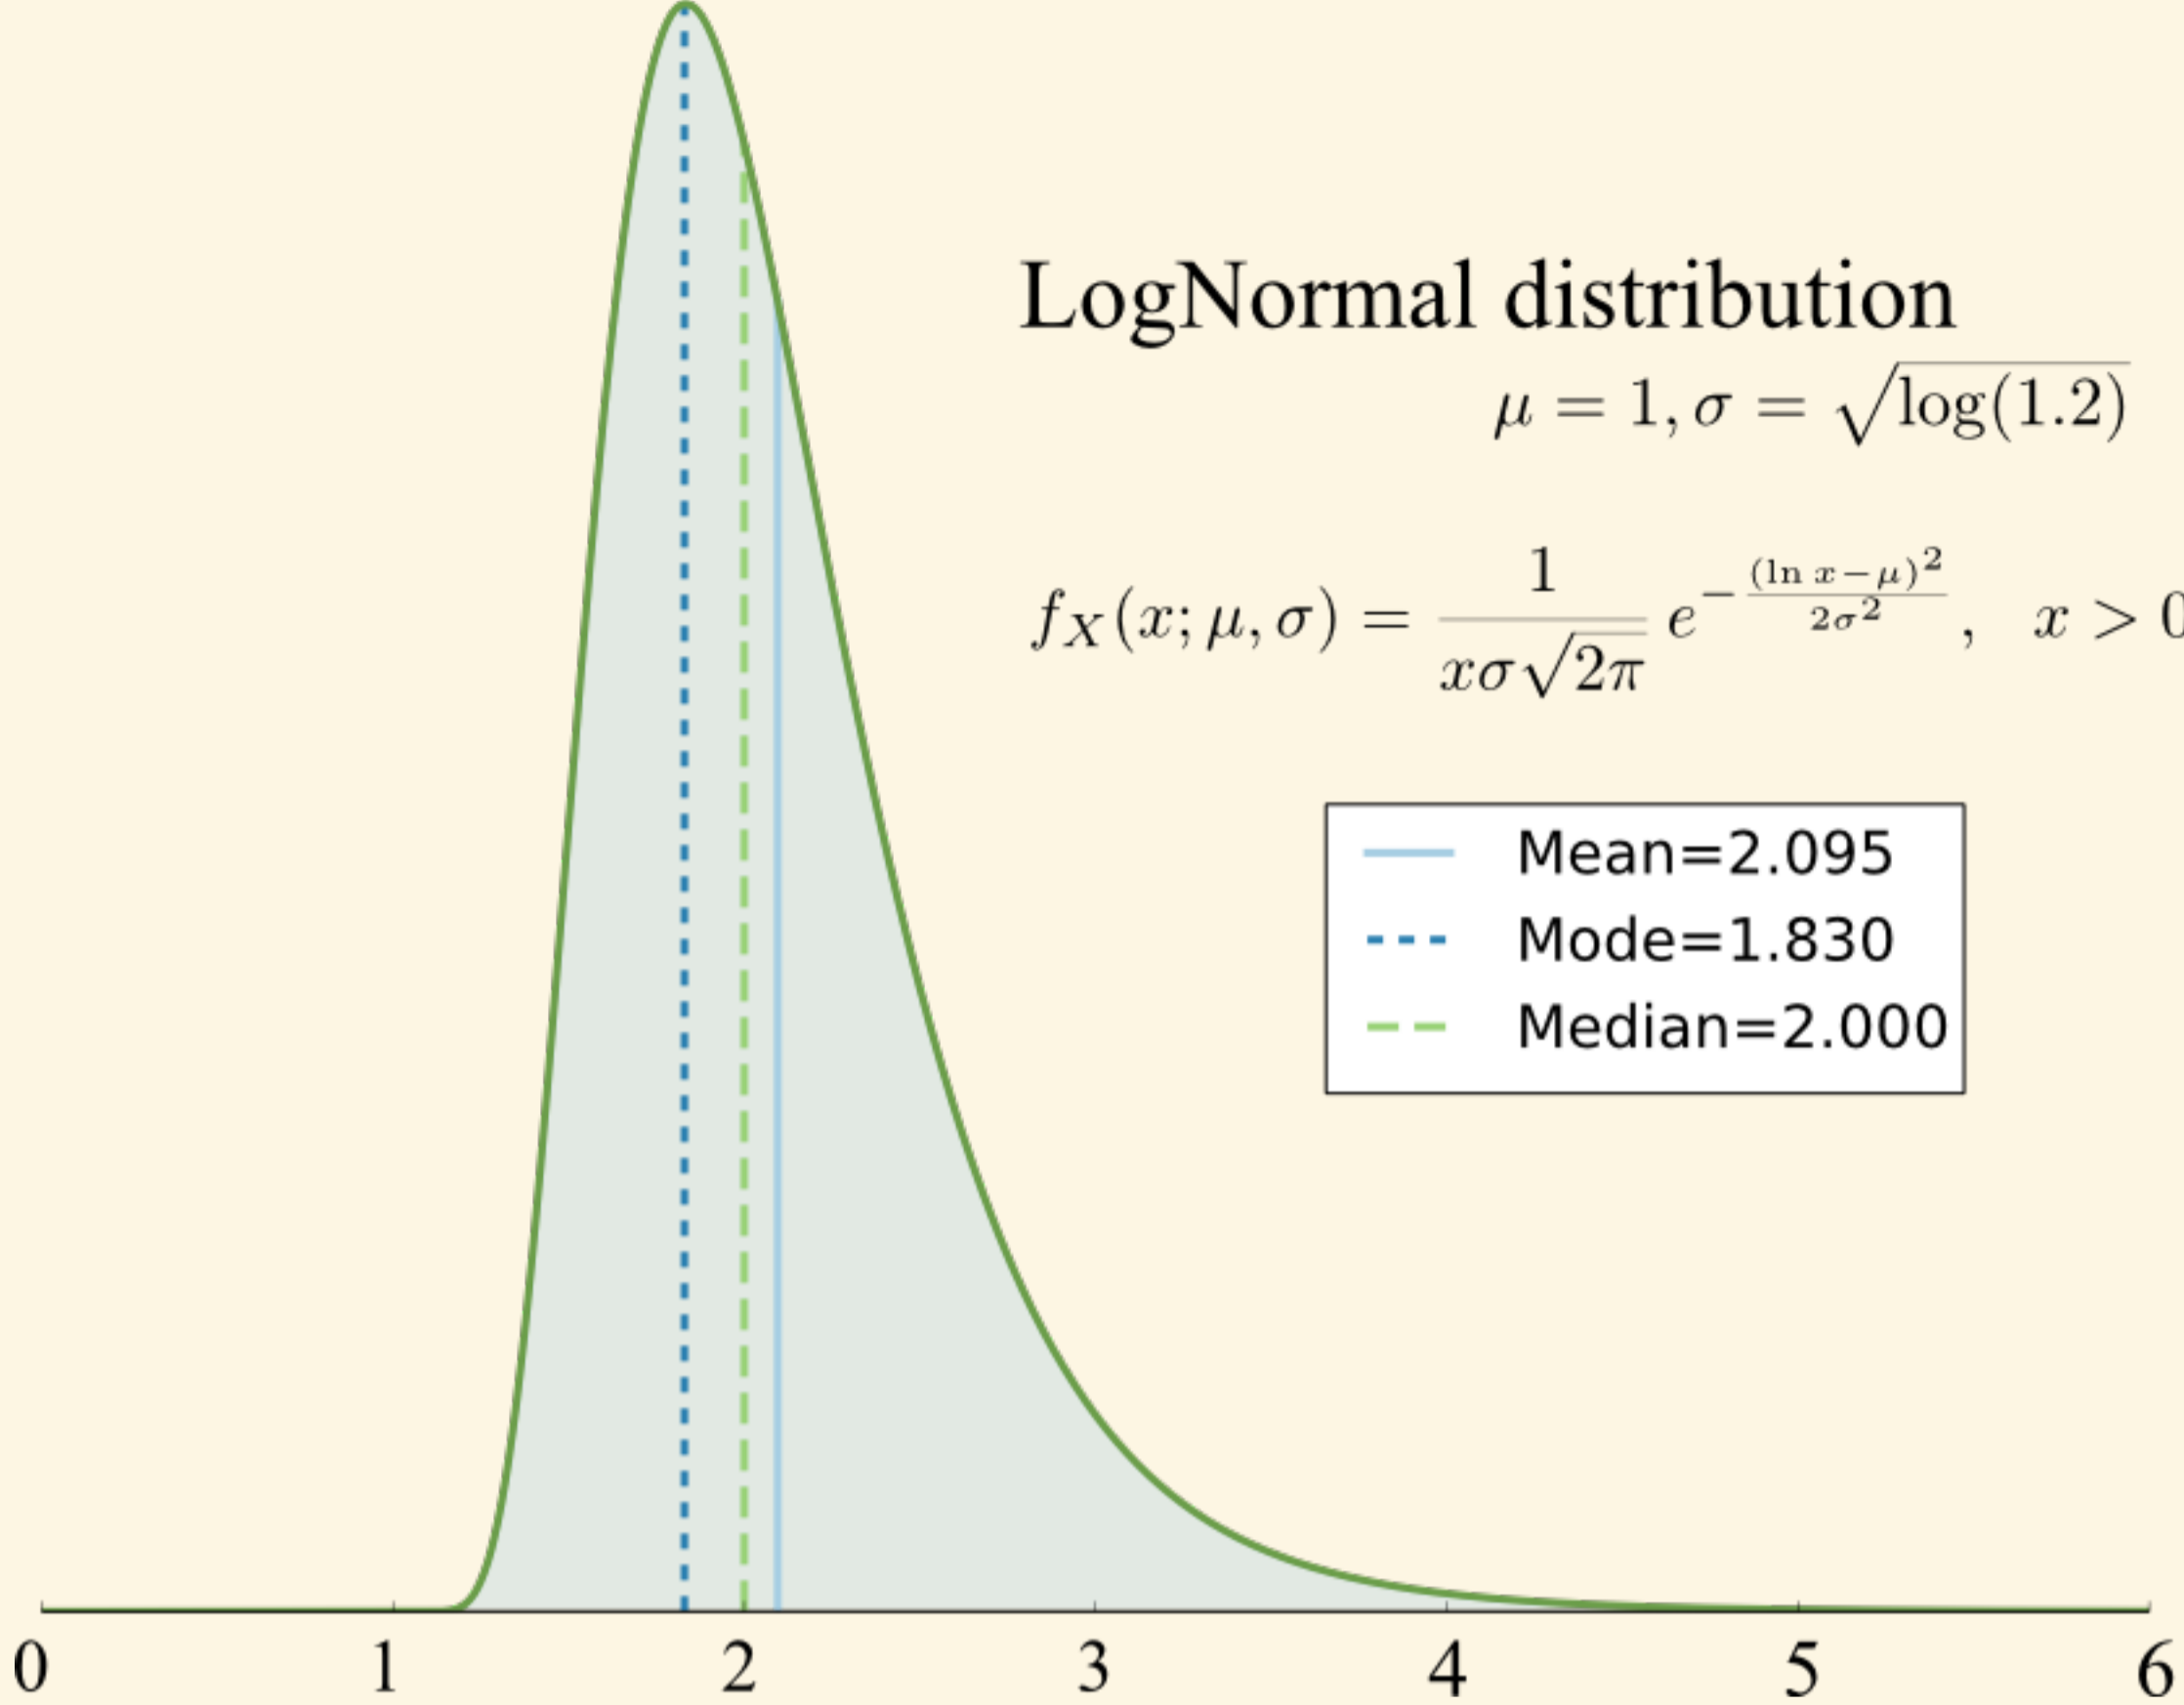 LogNormal distribution
μ = 1, σ = √log(1.2)
f_X(x; μ, σ) = 1/(xσ√2π) e^(−(ln x−μ)²/(2σ²)), x > 0
Mean=2.095
Mode=1.830
Median=2.000
0 1 2 3 4 5 6